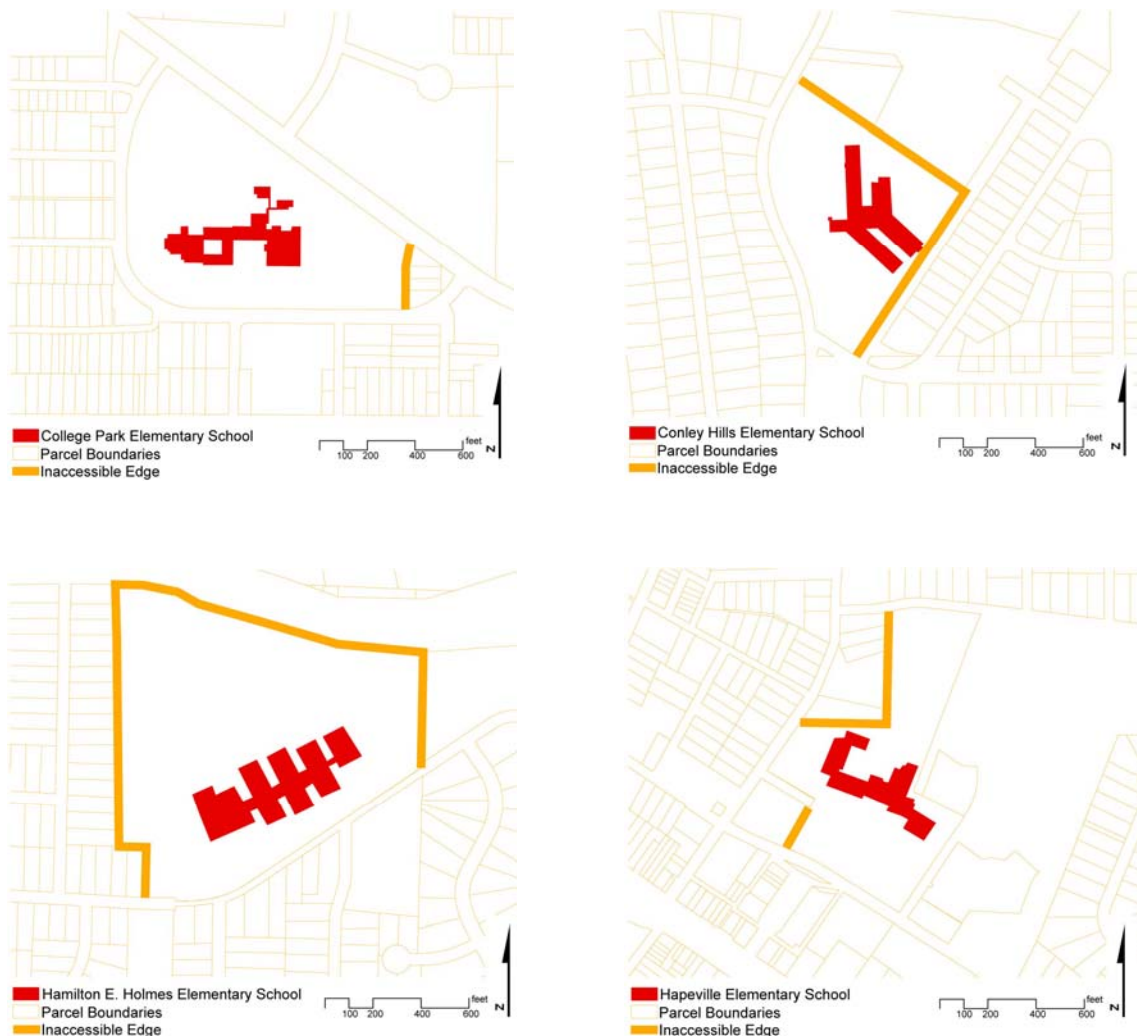 College Park Elementary School
Parcel Boundaries
Inaccessible Edge
feet
100 200 400 600
N
Conley Hills Elementary School
Parcel Boundaries
Inaccessible Edge
feet
100 200 400 600
N
Hamilton E. Holmes Elementary School
Parcel Boundaries
Inaccessible Edge
feet
100 200 400 600
N
Hapeville Elementary School
Parcel Boundaries
Inaccessible Edge
feet
100 200 400 600
N